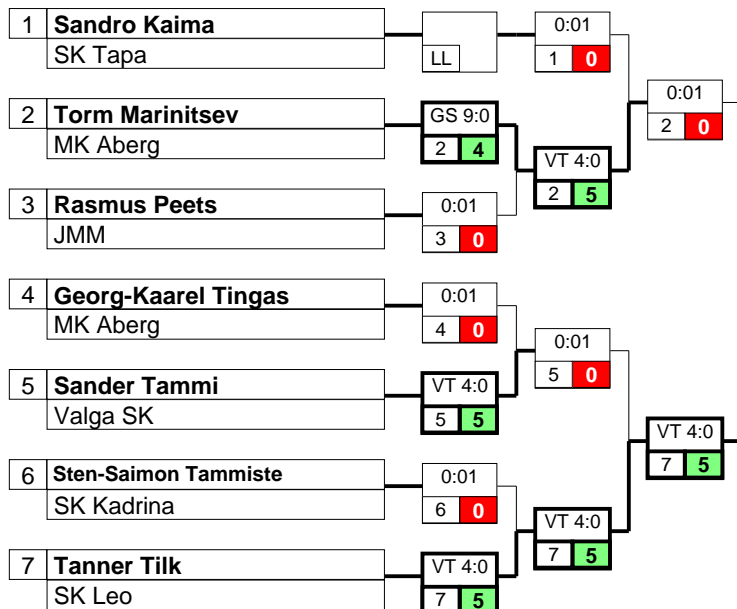 1 Sandro Kaima 0:01
SK Tapa LL 1 0
0:01
2 0
2 Torm Marinitsev GS 9:0
MK Aberg 2 4
VT 4:0
2 5
3 Rasmus Peets 0:01
JMM 3 0
4 Georg-Kaarel Tingas 0:01
MK Aberg 4 0
0:01
5 0
5 Sander Tammi VT 4:0
Valga SK 5 5
VT 4:0
7 5
6 Sten-Saimon Tammiste 0:01
SK Kadrina 6 0
VT 4:0
7 5
7 Tanner Tilk VT 4:0
SK Leo 7 5